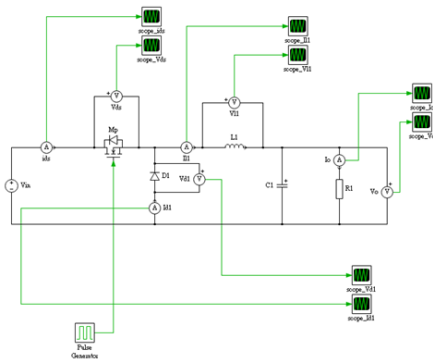 scope_ids
scope_Vds
scope_Il1
scope_Vl1
Vds
Vl1
scope_Io
scope_Vo
Mp
L1
ids
Il1
Io
Vin
D1
Vd1
C1
R1
Vo
Id1
scope_Vd1
scope_Id1
Pulse
Generator